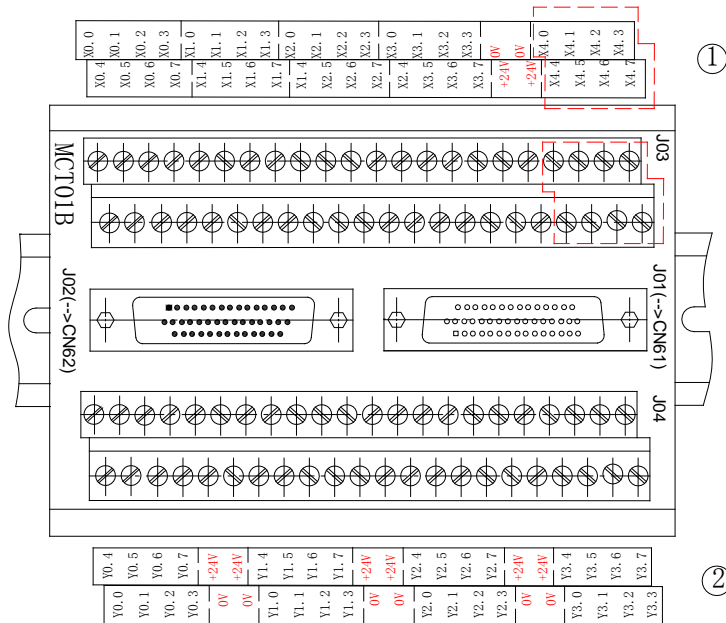 X0.0 X0.1 X0.2 X0.3 X1.0 X1.1 X1.2 X1.3 X2.0 X2.1 X2.2 X2.3 X3.0 X3.1 X3.2 X3.3 0V 0V X4.0 X4.1 X4.2 X4.3
①
X0.4 X0.5 X0.6 X0.7 X1.4 X1.5 X1.6 X1.7 X2.4 X2.5 X2.6 X2.7 X2.4 X3.5 X3.6 X3.7 +24V +24V X4.4 X4.5 X4.6 X4.7
MCT01B
J03
J02(-->CN62)
J01(-->CN61)
J04
Y0.4 Y0.5 Y0.6 Y0.7 +24V +24V Y1.4 Y1.5 Y1.6 Y1.7 +24V +24V Y2.4 Y2.5 Y2.6 Y2.7 +24V +24V Y3.4 Y3.5 Y3.6 Y3.7
②
Y0.0 Y0.1 Y0.2 Y0.3 0V 0V Y1.0 Y1.1 Y1.2 Y1.3 0V 0V Y2.0 Y2.1 Y2.2 Y2.3 0V 0V Y3.0 Y3.1 Y3.2 Y3.3